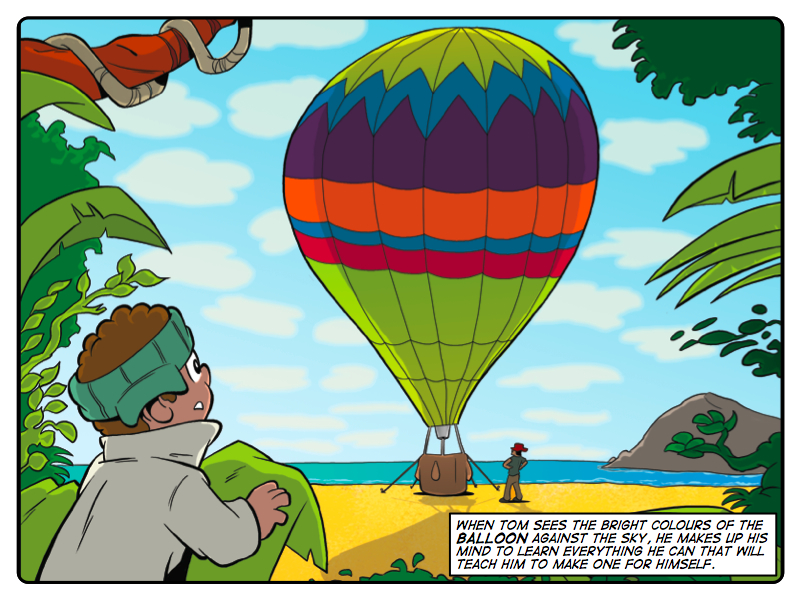 WHEN TOM SEES THE BRIGHT COLOURS OF THE
BALLOON AGAINST THE SKY, HE MAKES UP HIS
MIND TO LEARN EVERYTHING HE CAN THAT WILL
TEACH HIM TO MAKE ONE FOR HIMSELF.